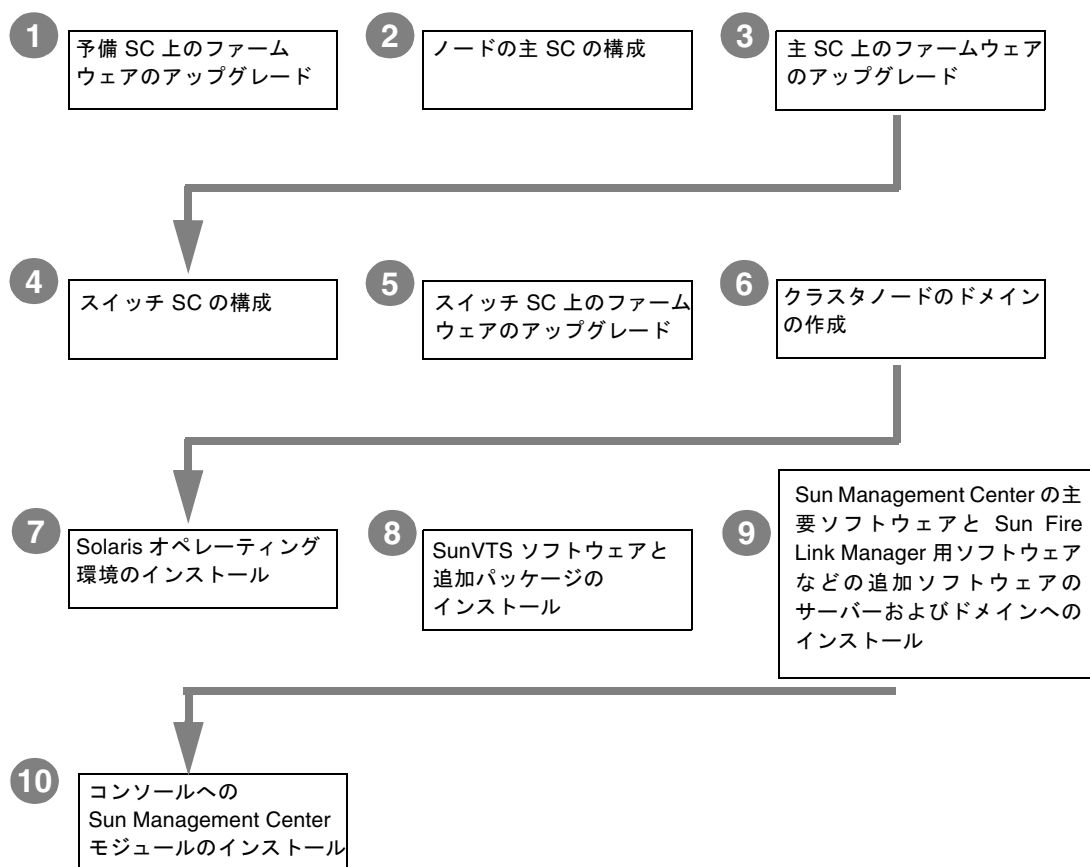 1
予備 SC 上のファーム
ウェアのアップグレード
2
ノードの主 SC の構成
3
主 SC 上のファームウェア
のアップグレード
4
スイッチ SC の構成
5
スイッチ SC 上のファーム
ウェアのアップグレード
6
クラスタノードのドメイン
の作成
7
Solaris オペレーティング
環境のインストール
8
SunVTS ソフトウェアと
追加パッケージの
インストール
9
Sun Management Center の主
要ソフトウェアと Sun Fire
Link Manager 用ソフトウェア
などの追加ソフトウェアの
サーバーおよびドメインへの
インストール
10
コンソールへの
Sun Management Center
モジュールのインストール